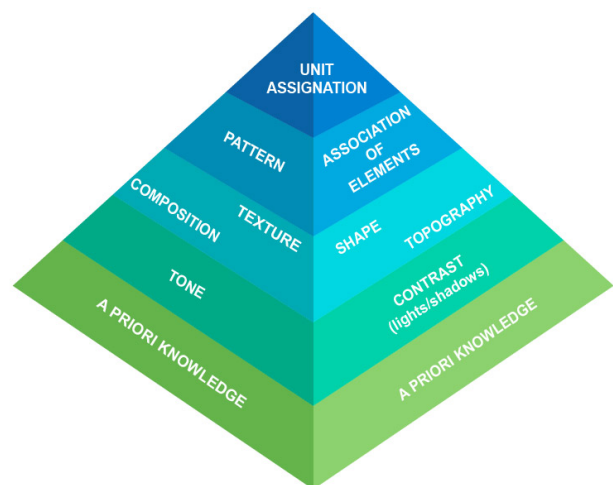 UNIT
ASSIGNATION
PATTERN
ASSOCIATION
OF
ELEMENTS
COMPOSITION
TEXTURE
SHAPE
TOPOGRAPHY
TONE
CONTRAST
(lights/shadows)
A PRIORI KNOWLEDGE
A PRIORI KNOWLEDGE